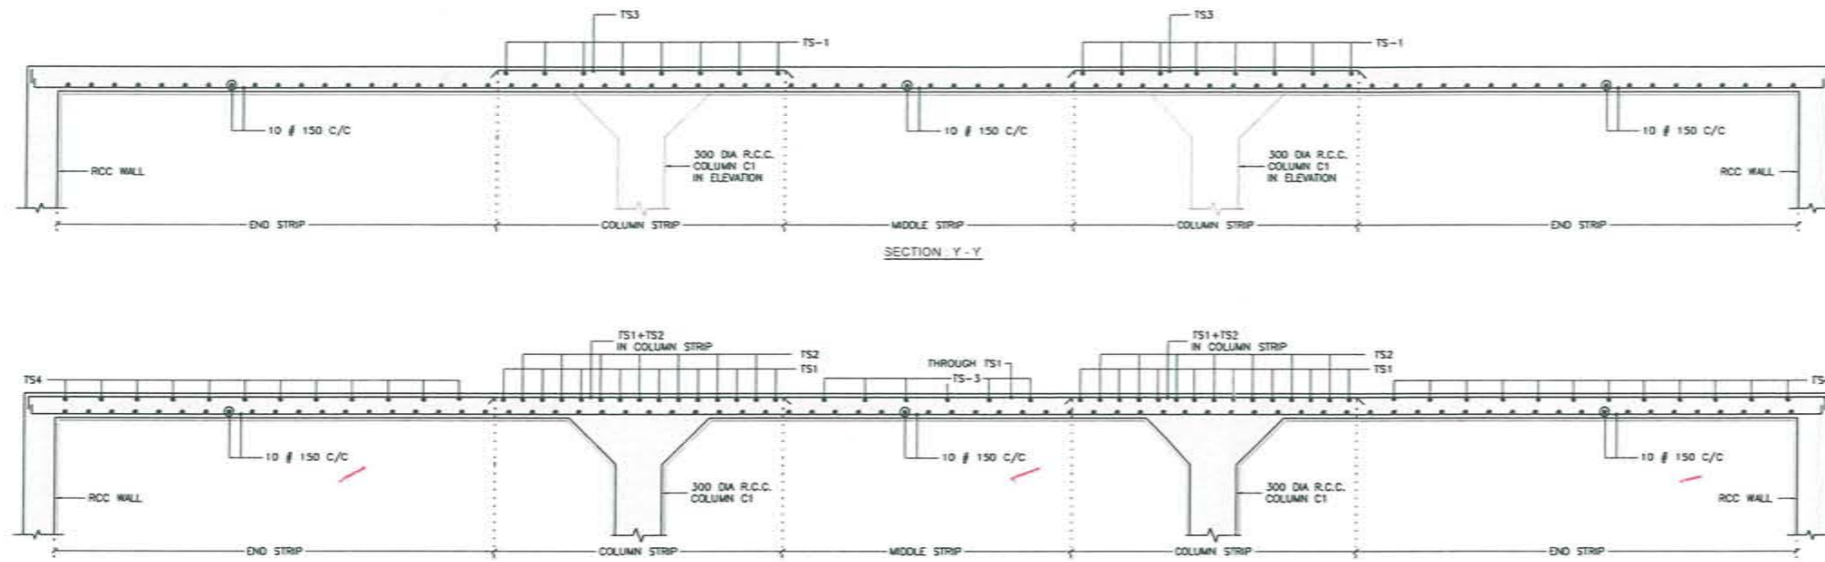 TS3
TS3
TS-1
TS-1
10 # 150 C/C
10 # 150 C/C
10 # 150 C/C
RCC WALL
300 DIA R.C.C.
COLUMN C1
IN ELEVATION
300 DIA R.C.C.
COLUMN C1
IN ELEVATION
RCC WALL
END STRIP
COLUMN STRIP
MIDDLE STRIP
COLUMN STRIP
END STRIP
SECTION : Y - Y
TS1+TS2
IN COLUMN STRIP
TS1+TS2
IN COLUMN STRIP
TS2
TS1
THROUGH TS1
TS-3
TS2
TS1
TS4
10 # 150 C/C
10 # 150 C/C
10 # 150 C/C
RCC WALL
300 DIA R.C.C.
COLUMN C1
300 DIA R.C.C.
COLUMN C1
RCC WALL
END STRIP
COLUMN STRIP
MIDDLE STRIP
COLUMN STRIP
END STRIP